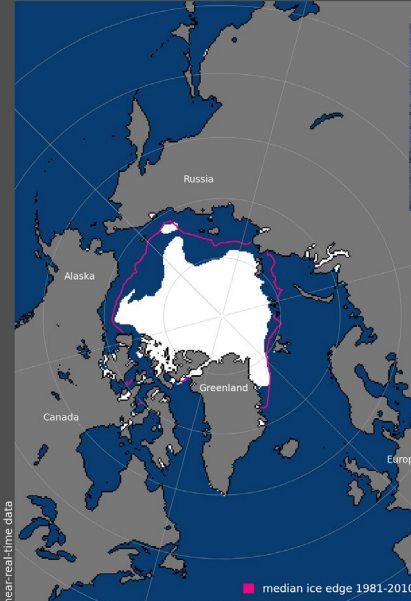 Russia
Alaska
Greenland
Canada
Europ
near-real-time data
median ice edge 1981-2010